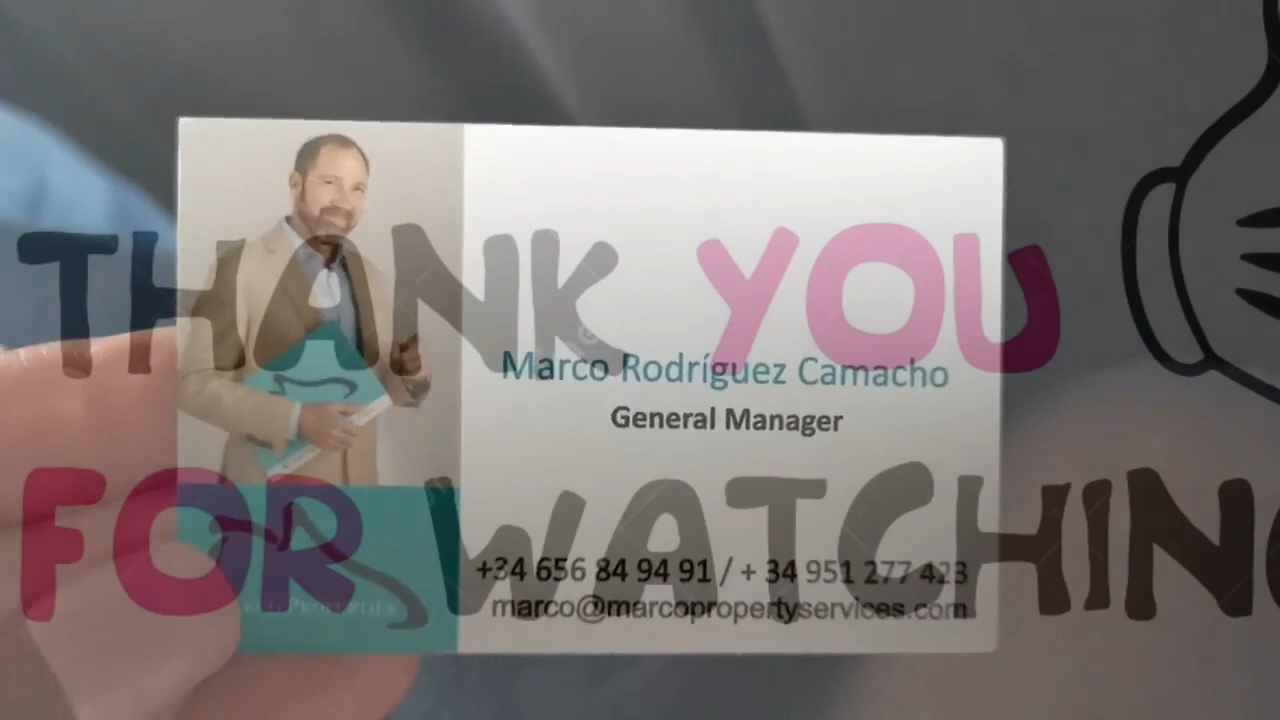 THANK YOU
Marco Rodríguez Camacho
General Manager
FOR WATCHING
+34 656 84 94 91 / + 34 951 277 423
marco@marcopropertyservices.com